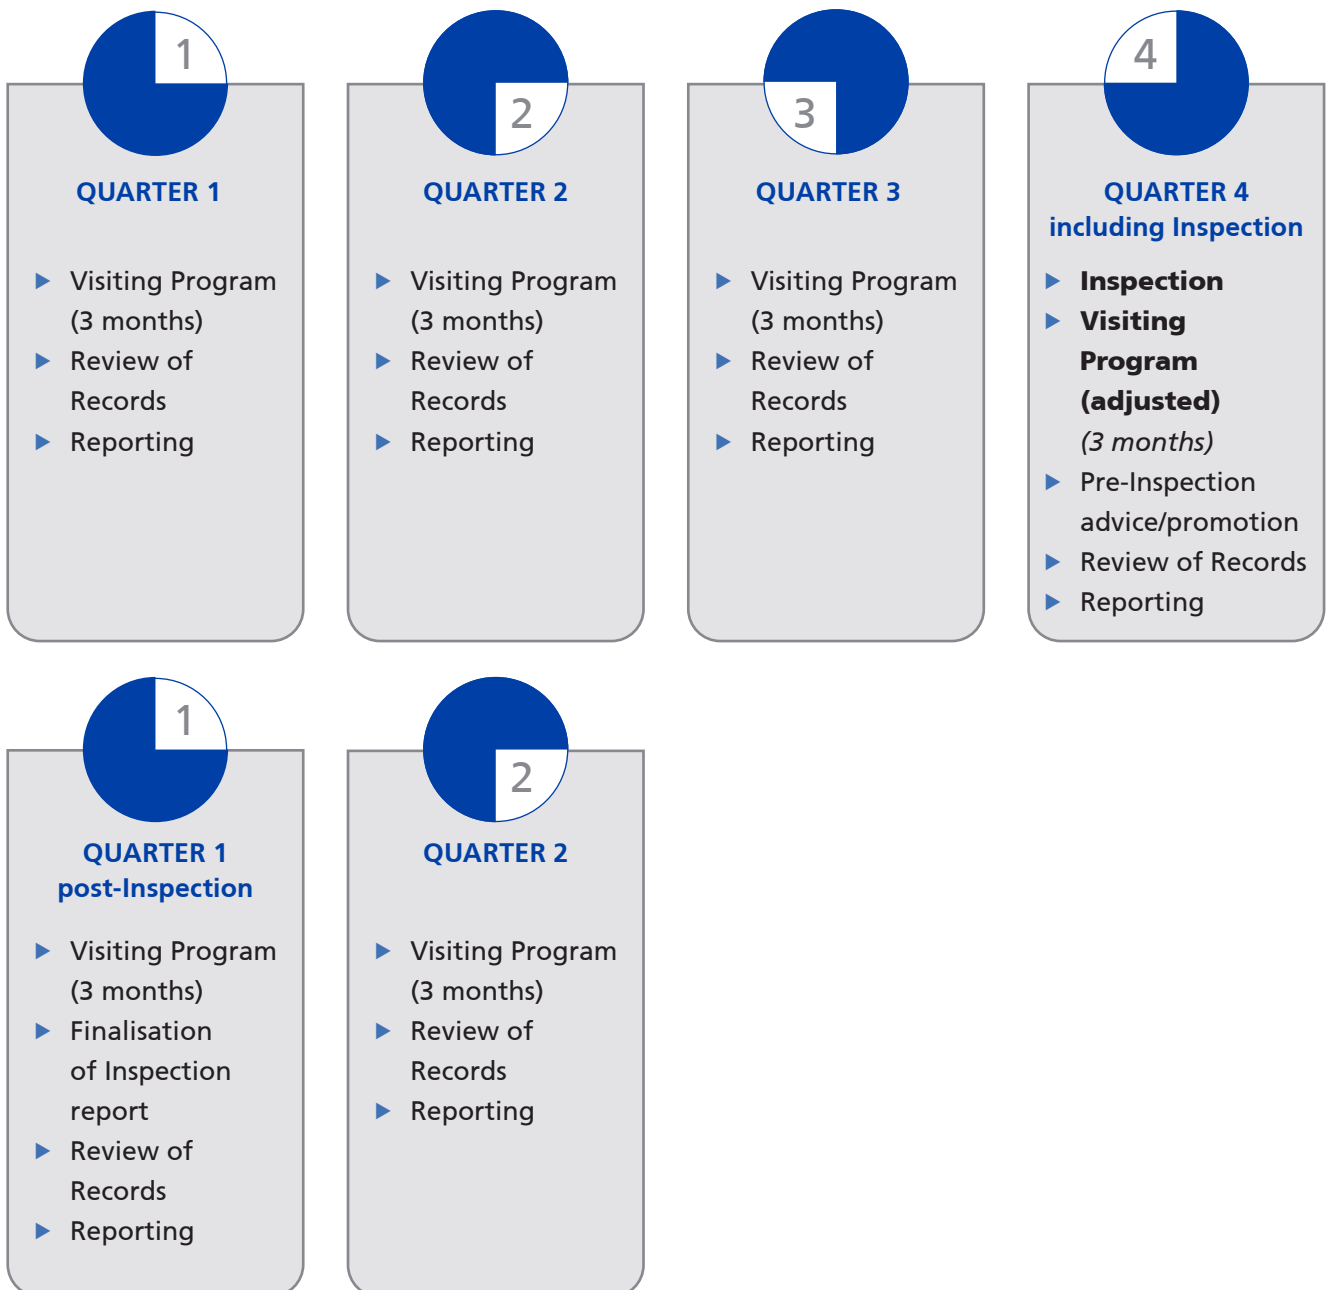 1
QUARTER 1
Visiting Program
(3 months)
Review of
Records
Reporting
2
QUARTER 2
Visiting Program
(3 months)
Review of
Records
Reporting
3
QUARTER 3
Visiting Program
(3 months)
Review of
Records
Reporting
4
QUARTER 4
including Inspection
Inspection
Visiting
Program
(adjusted)
(3 months)
Pre-Inspection
advice/promotion
Review of Records
Reporting
1
QUARTER 1
post-Inspection
Visiting Program
(3 months)
Finalisation
of Inspection
report
Review of
Records
Reporting
2
QUARTER 2
Visiting Program
(3 months)
Review of
Records
Reporting